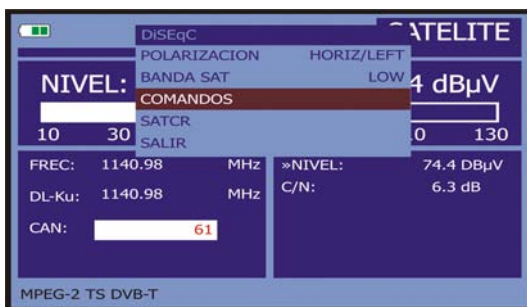 DiSEqC
POLARIZACION HORIZ/LEFT
BANDA SAT LOW
COMANDOS
SATCR
SALIR
NIVEL: 4 dBµV
10 30 130
FREC: 1140.98 MHz
DL-Ku: 1140.98 MHz
CAN: 61
»NIVEL: 74.4 DBµV
C/N: 6.3 dB
MPEG-2 TS DVB-T